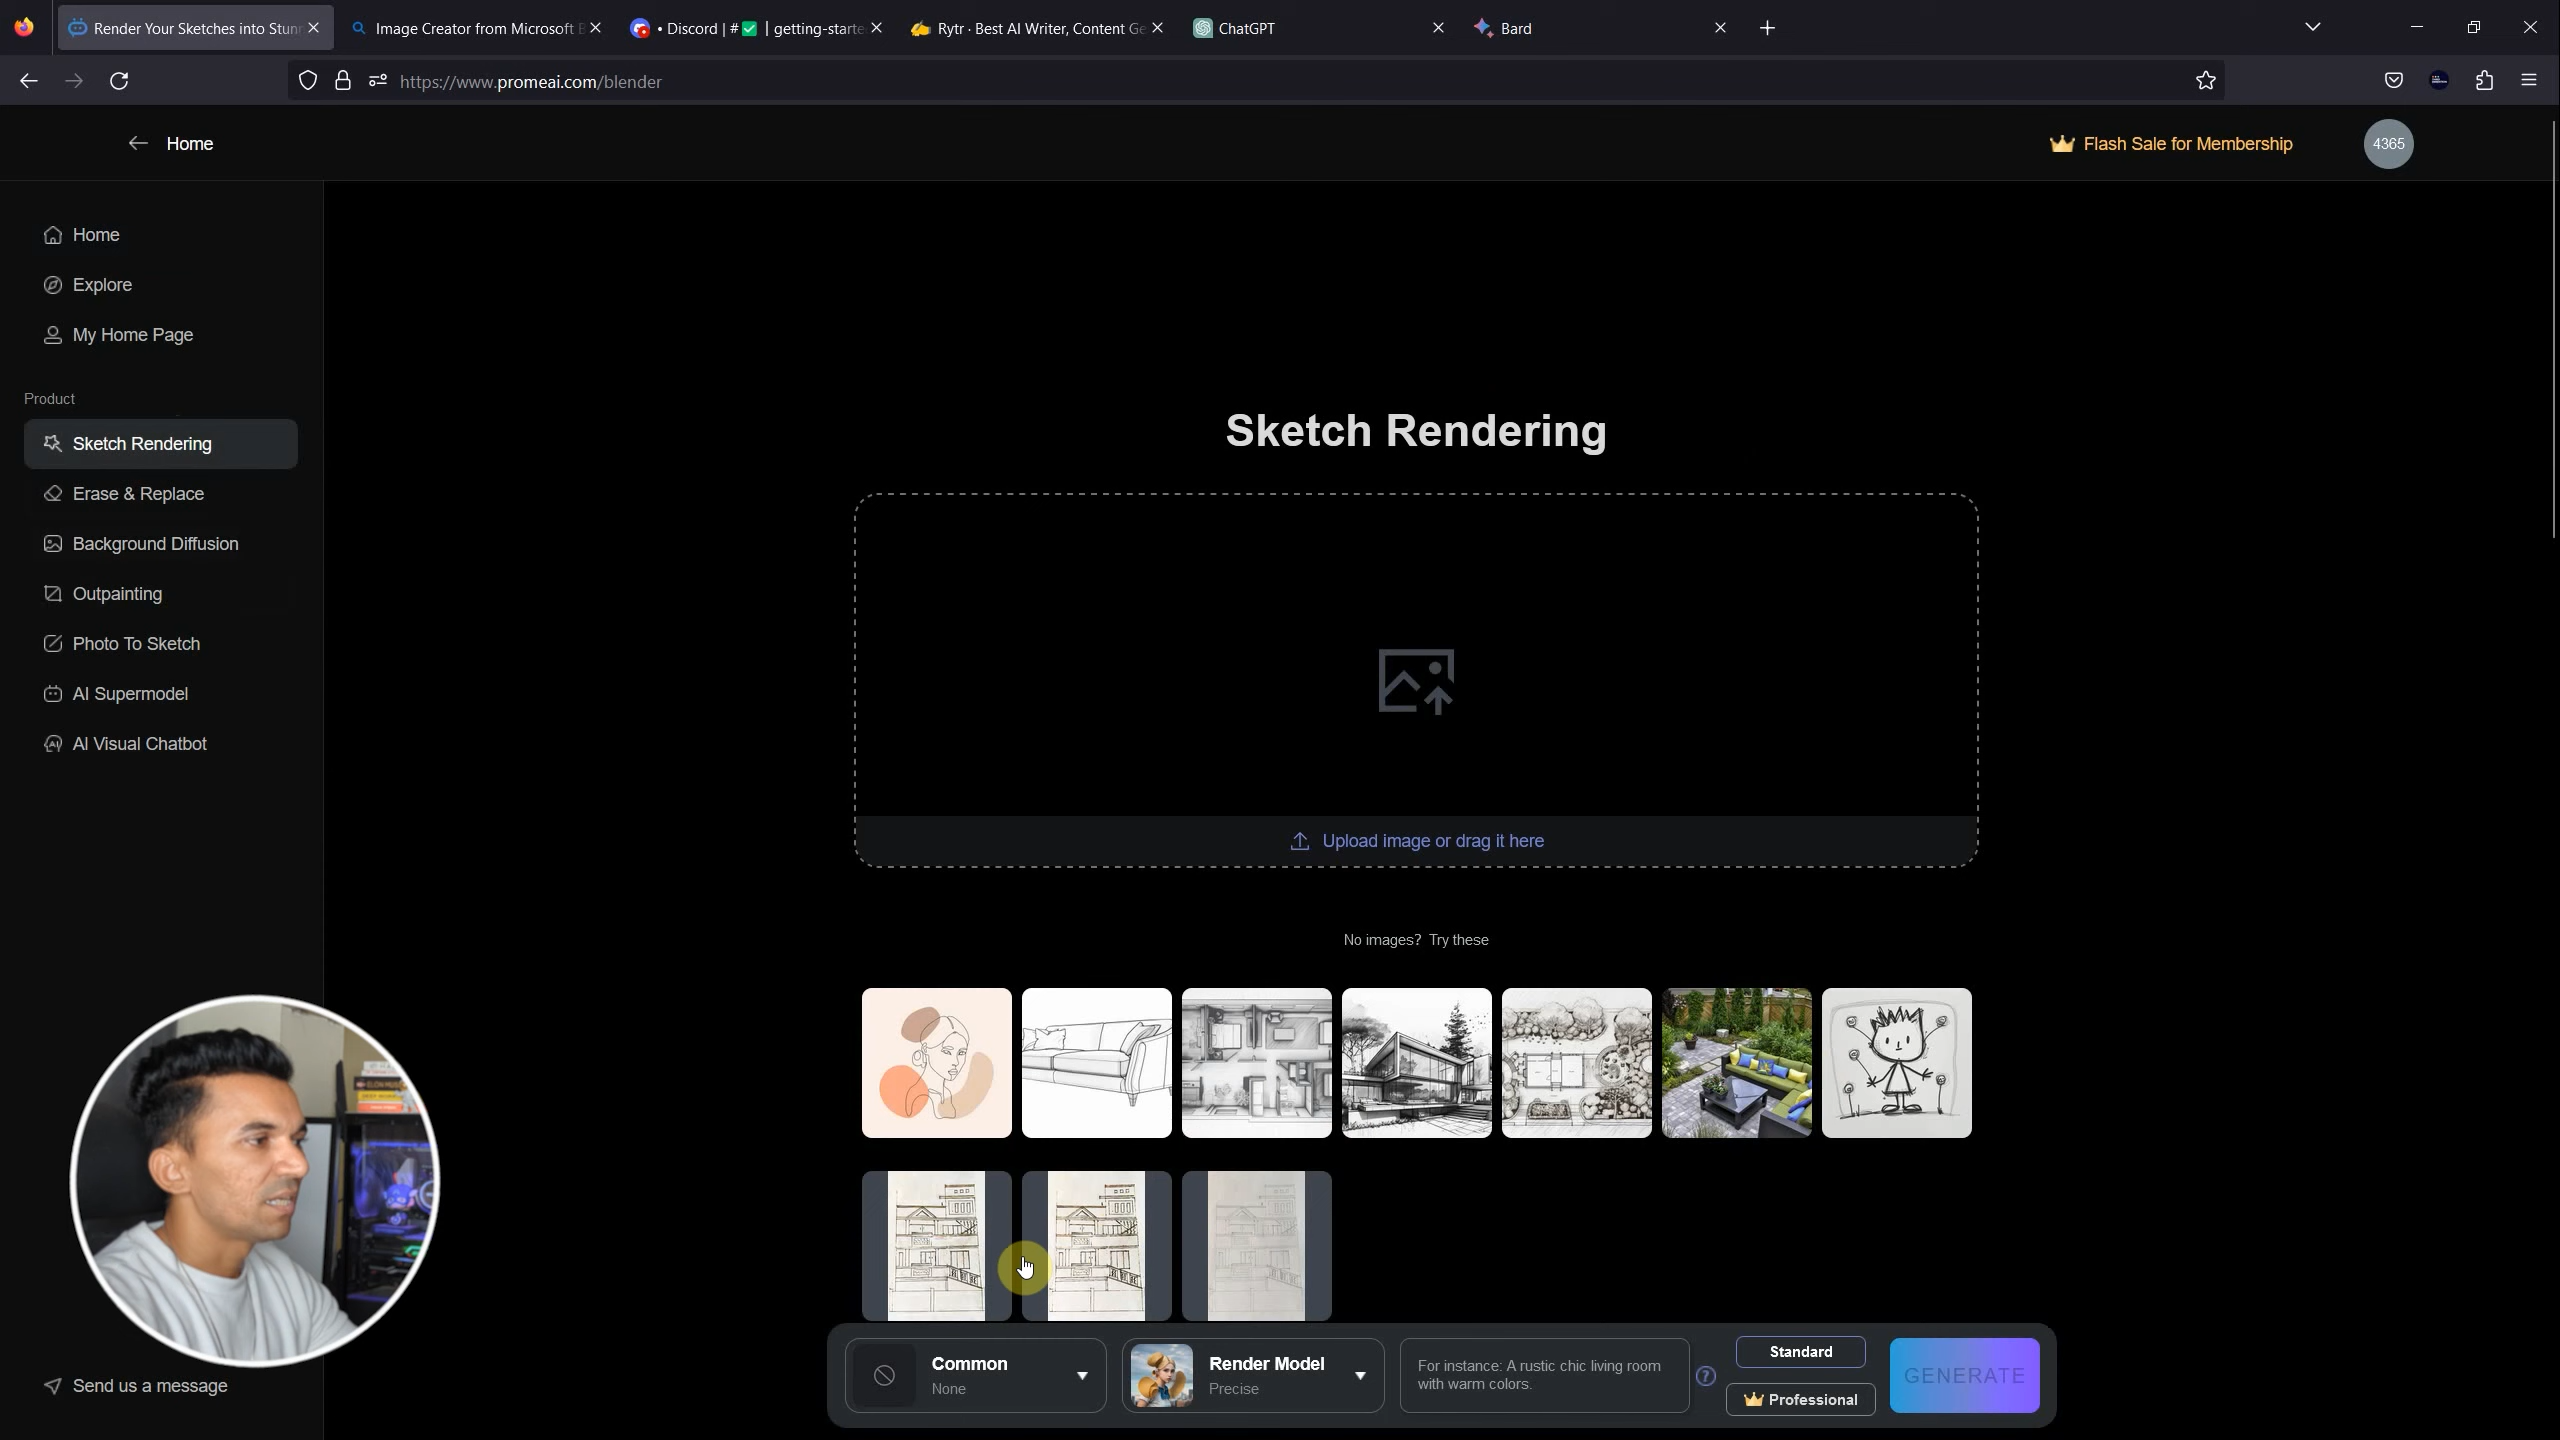 Render Your Sketches into Stunn
Image Creator from Microsoft B
• Discord | #✅ | getting-starte
Rytr · Best AI Writer, Content Ge
ChatGPT
Bard
https://www.promeai.com/blender
Home
Flash Sale for Membership
4365
Home
Explore
My Home Page
Product
Sketch Rendering
Erase & Replace
Background Diffusion
Outpainting
Photo To Sketch
AI Supermodel
AI Visual Chatbot
Send us a message
Sketch Rendering
Upload image or drag it here
No images? Try these
Common
None
Render Model
Precise
For instance: A rustic chic living room
with warm colors.
?
Standard
Professional
GENERATE